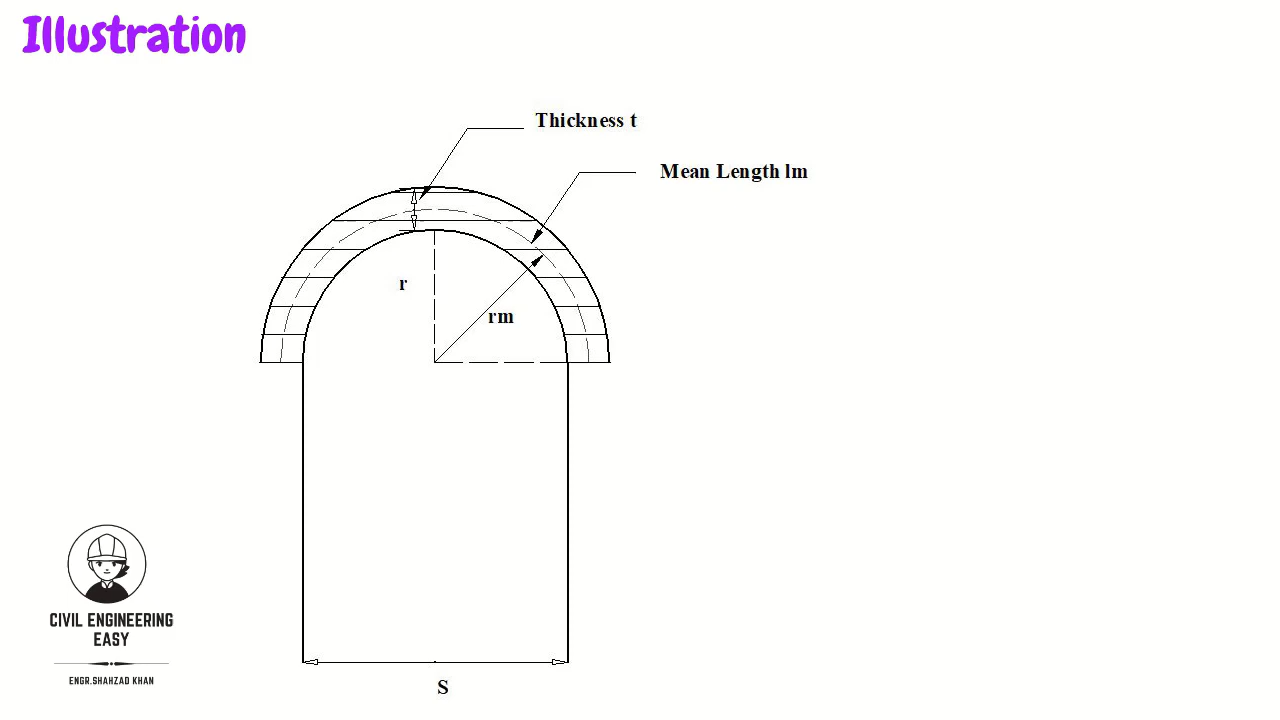 Illustration
Thickness t
Mean Length lm
r
rm
CIVIL ENGINEERING
EASY
ENGR.SHAHZAD KHAN
S